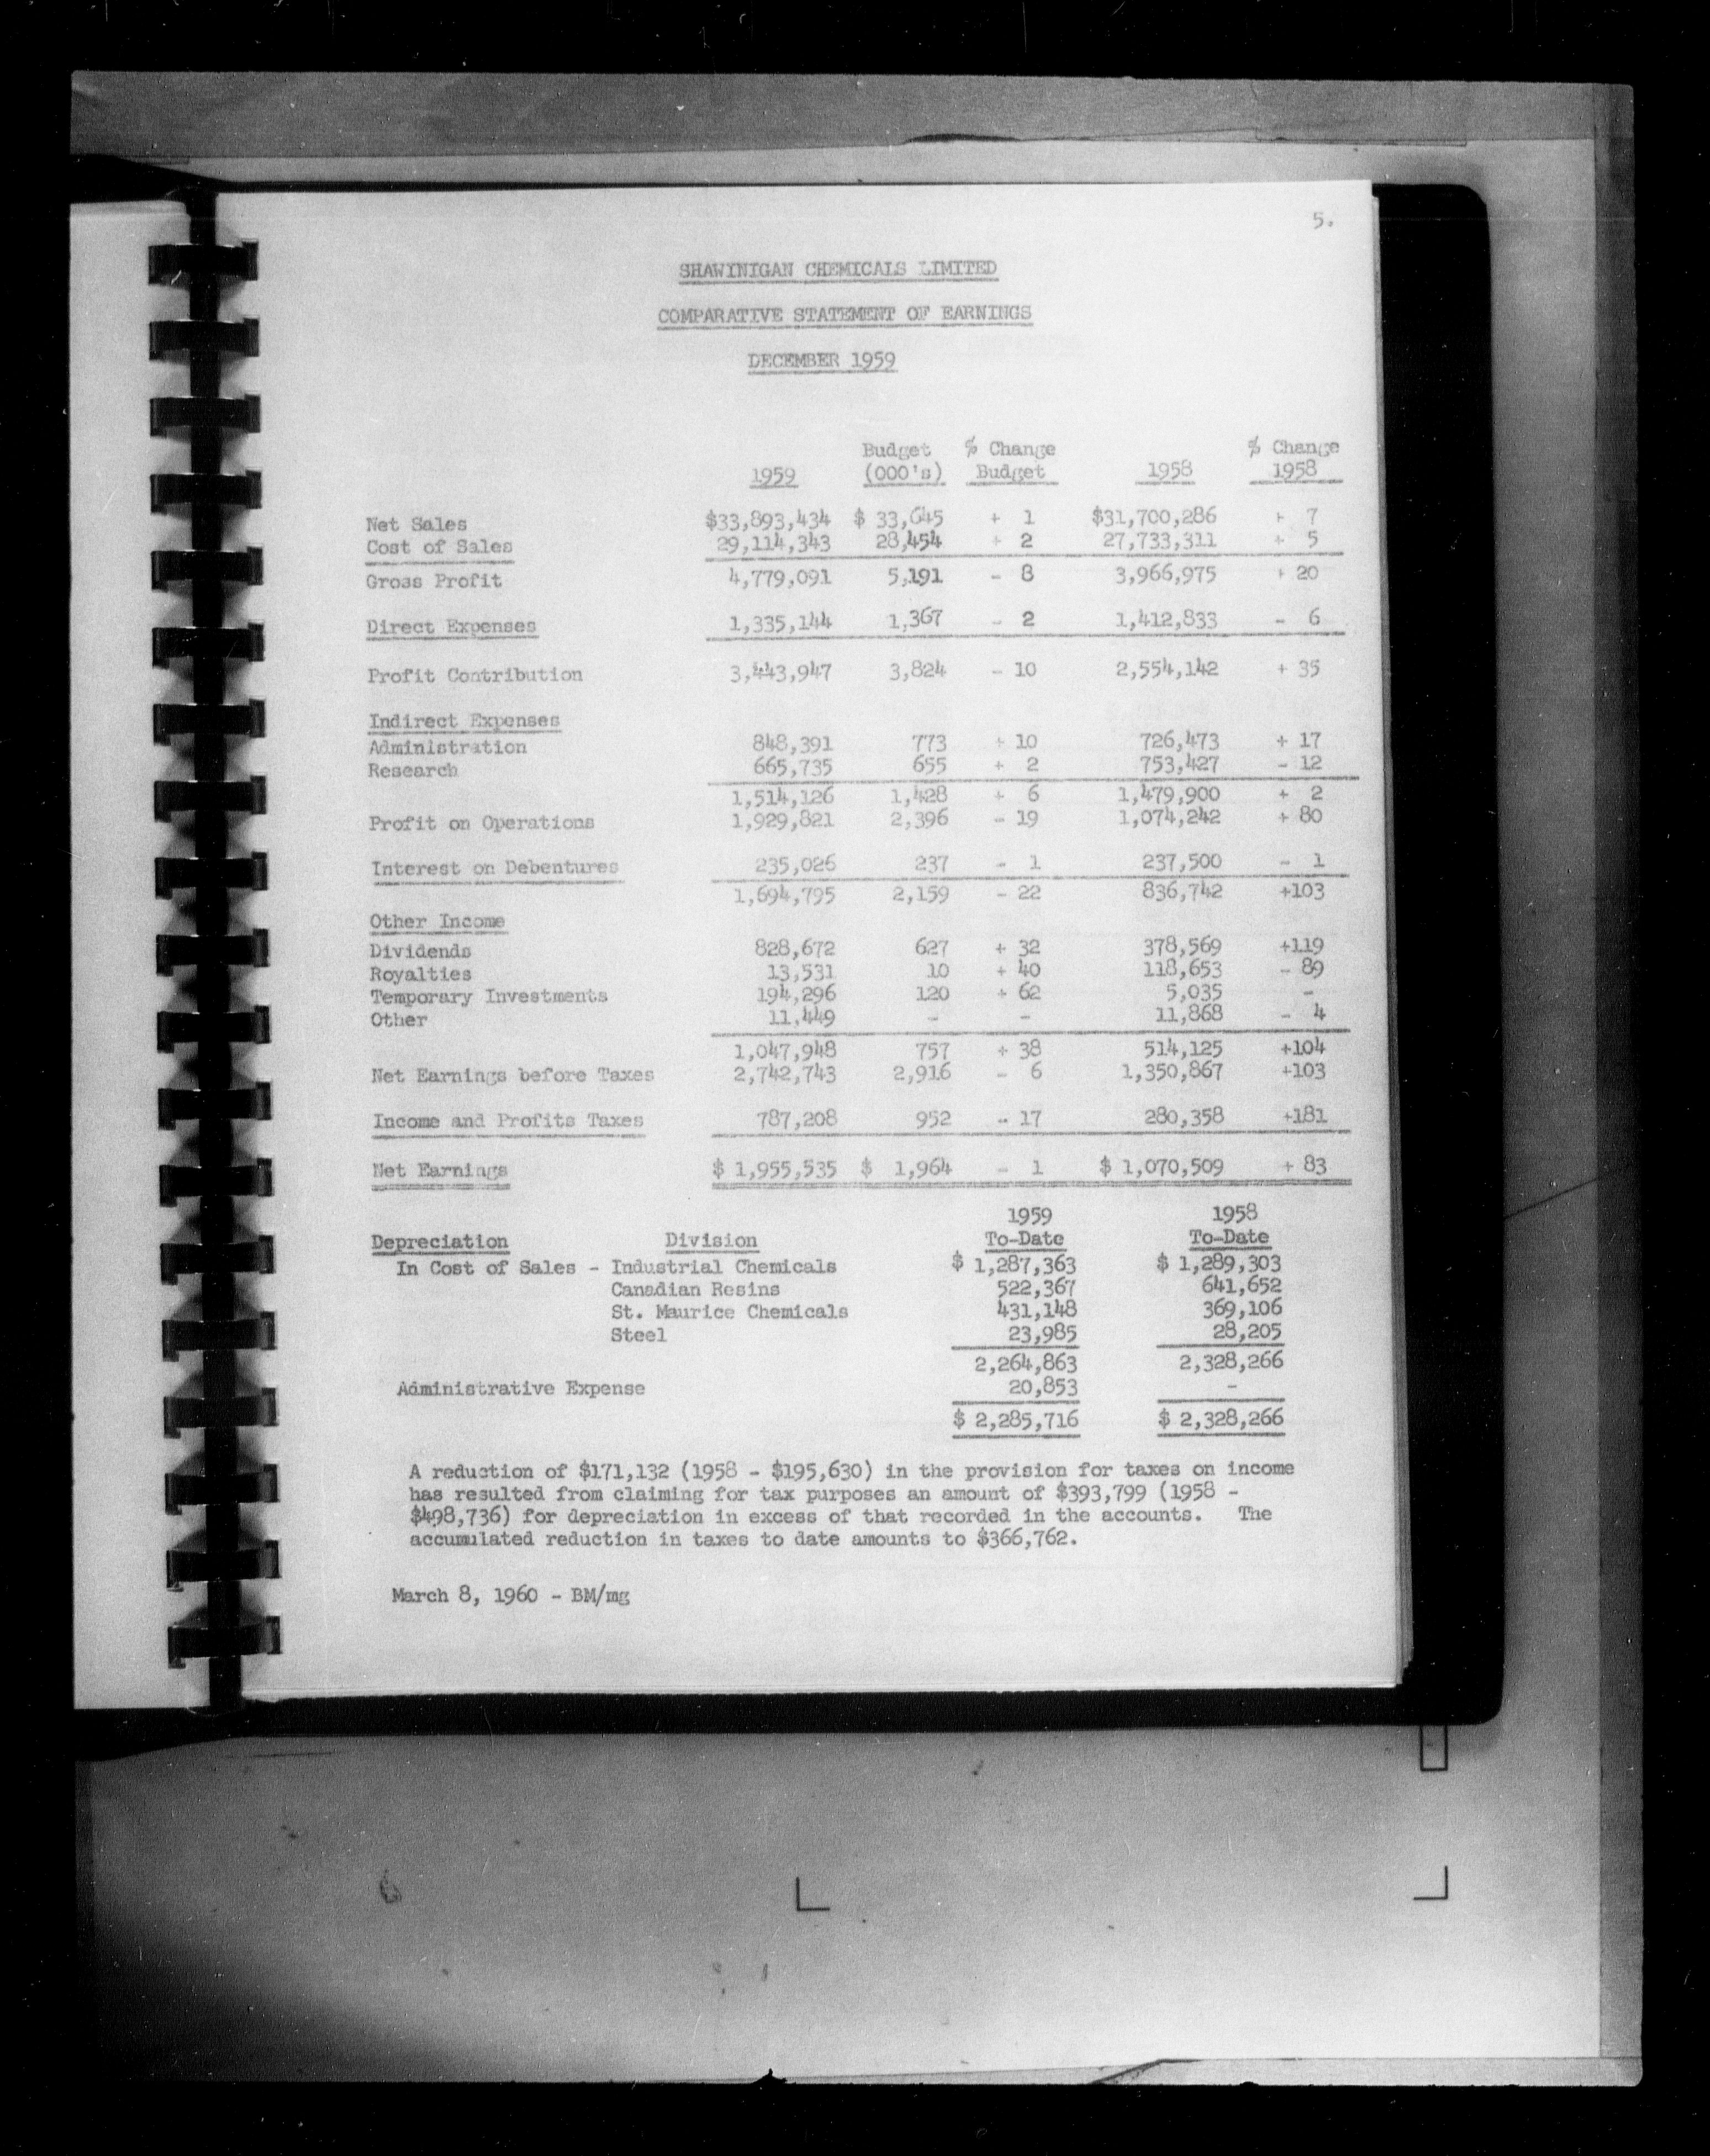 5.
SHAWINIGAN CHEMICALS LIMITED
COMPARATIVE STATEMENT OF EARNINGS
DECEMBER 1959
Budget % Change % Change
1959 (000's) Budget 1958 1958
Net Sales $33,893,434 $ 33,645 + 1 $31,700,286 + 7
Cost of Sales 29,114,343 28,454 + 2 27,733,311 + 5
Gross Profit 4,779,091 5,191 - 8 3,966,975 + 20
Direct Expenses 1,335,144 1,367 - 2 1,412,833 - 6
Profit Contribution 3,443,947 3,824 - 10 2,554,142 + 35
Indirect Expenses
Administration 848,391 773 + 10 726,473 + 17
Research 665,735 655 + 2 753,427 - 12
1,514,126 1,428 + 6 1,479,900 + 2
Profit on Operations 1,929,821 2,396 - 19 1,074,242 + 80
Interest on Debentures 235,026 237 - 1 237,500 - 1
1,694,795 2,159 - 22 836,742 +103
Other Income
Dividends 828,672 627 + 32 378,569 +119
Royalties 13,531 10 + 40 118,653 - 89
Temporary Investments 194,296 120 + 62 5,035 -
Other 11,449 - - 11,868 - 4
1,047,948 757 + 38 514,125 +104
Net Earnings before Taxes 2,742,743 2,916 - 6 1,350,867 +103
Income and Profits Taxes 787,208 952 - 17 280,358 +181
Net Earnings $ 1,955,535 $ 1,964 - 1 $ 1,070,509 + 83
1959 1958
Depreciation Division To-Date To-Date
In Cost of Sales - Industrial Chemicals $ 1,287,363 $ 1,289,303
Canadian Resins 522,367 641,652
St. Maurice Chemicals 431,148 369,106
Steel 23,985 28,205
2,264,863 2,328,266
Administrative Expense 20,853 -
$ 2,285,716 $ 2,328,266
A reduction of $171,132 (1958 - $195,630) in the provision for taxes on income
has resulted from claiming for tax purposes an amount of $393,799 (1958 -
$498,736) for depreciation in excess of that recorded in the accounts. The
accumulated reduction in taxes to date amounts to $366,762.
March 8, 1960 - BM/mg